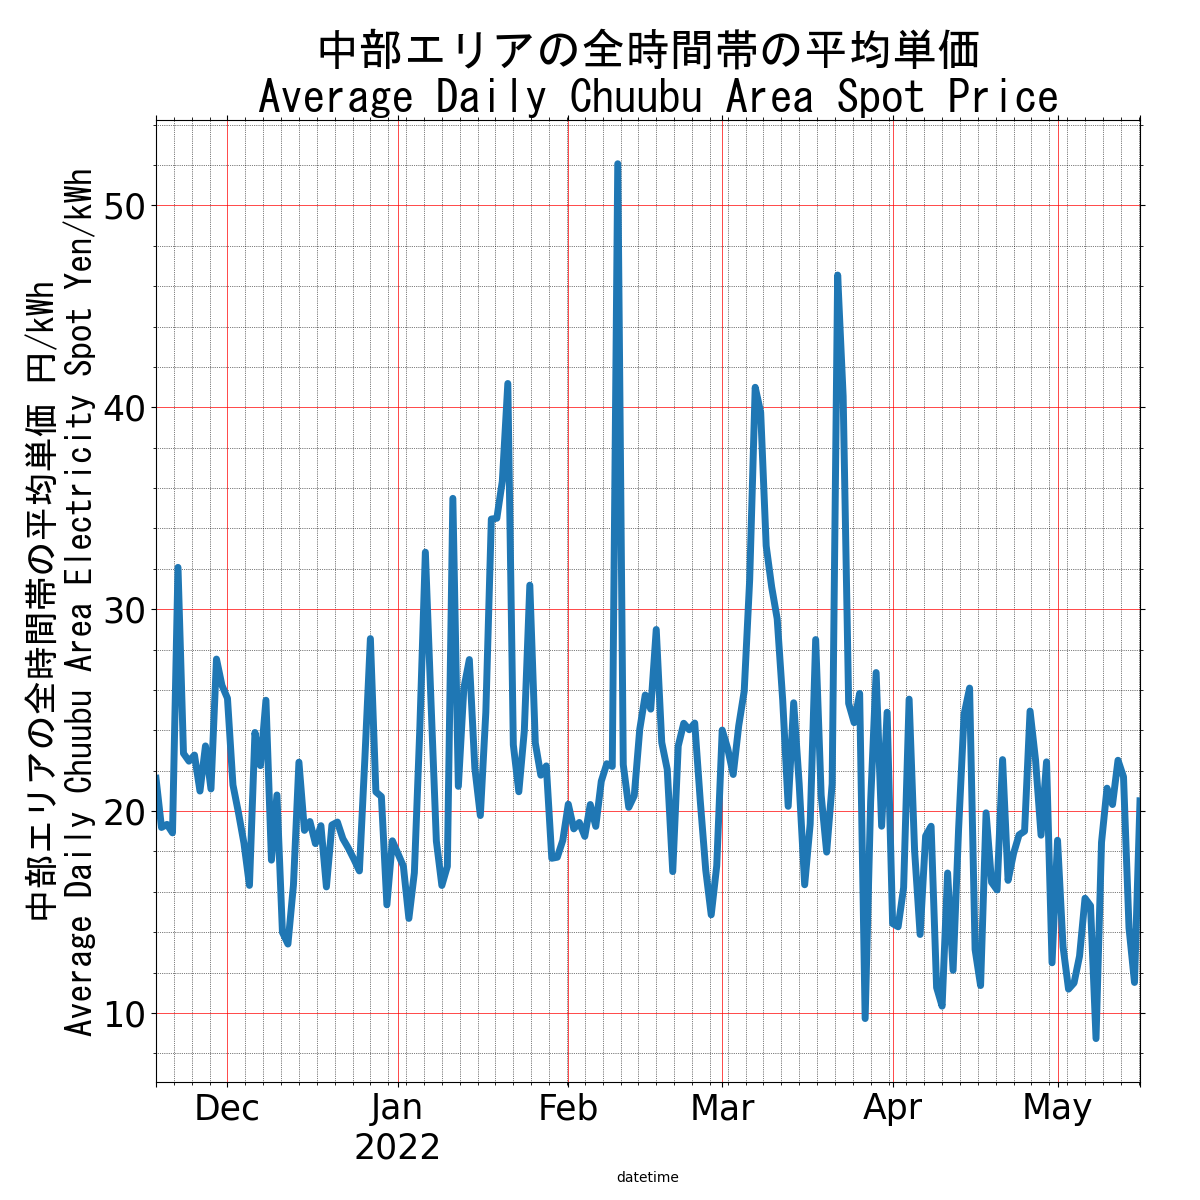 中部エリアの全時間帯の平均単価
Average Daily Chuubu Area Spot Price
中部エリアの全時間帯の平均単価 円/kWh
Average Daily Chuubu Area Electricity Spot Yen/kWh
50
40
30
20
10
Dec
Jan
2022
Feb
Mar
Apr
May
datetime